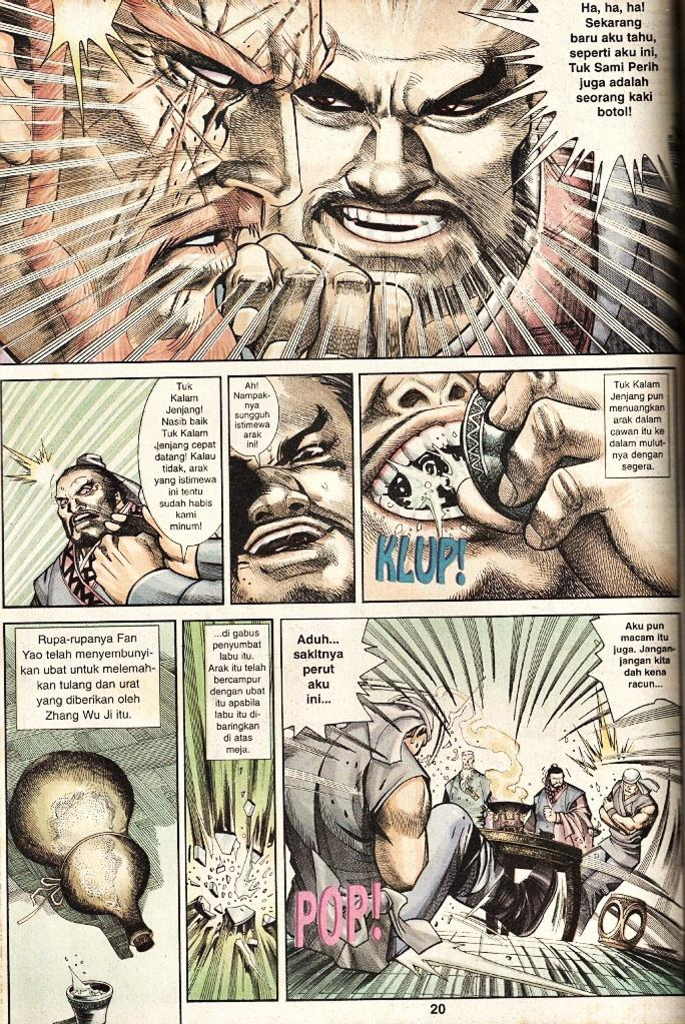 Ha, ha, ha!
Sekarang
baru aku tahu,
seperti aku ini,
Tuk Sami Perih
juga adalah
seorang kaki
botol!
Tuk
Kalam
Jenjang!
Nasib baik
Tuk Kalam
Jenjang cepat
datang! Kalau
tidak, arak
yang istimewa
ini tentu
sudah habis
kami
minum!
Ah!
Nampak-
nya
sungguh
istimewa
arak
ini!
Tuk Kalam
Jenjang pun
menuangkan
arak dalam
cawan itu ke
dalam mulut-
nya dengan
segera.
KLUP!
Rupa-rupanya Fan
Yao telah menyembunyi-
kan ubat untuk melemah-
kan tulang dan urat
yang diberikan oleh
Zhang Wu Ji itu.
...di gabus
penyumbat
labu itu.
Arak itu telah
bercampur
dengan ubat
itu apabila
labu itu di-
baringkan
di atas
meja.
Aduh...
sakitnya
perut
aku
ini...
Aku pun
macam itu
juga. Jangan-
jangan kita
dah kena
racun...
POP!
20